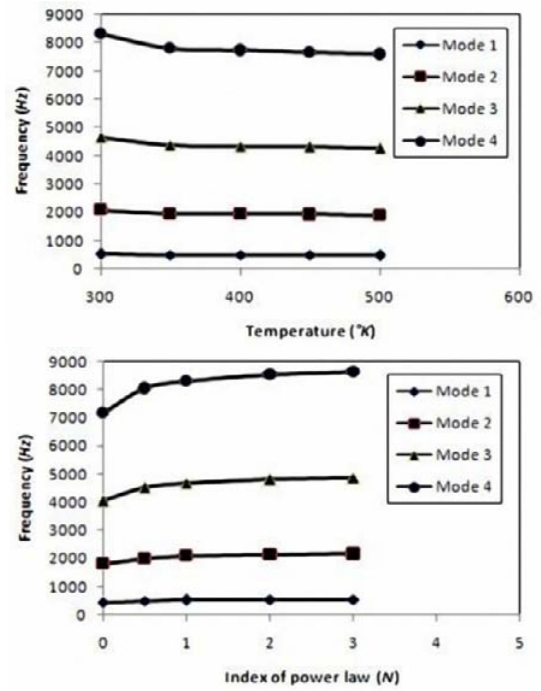 9000
8000
7000
6000
5000
4000
3000
2000
1000
0
Frequency (Hz)
300
400
500
600
Temperature (°K)
Mode 1
Mode 2
Mode 3
Mode 4
9000
8000
7000
6000
5000
4000
3000
2000
1000
0
Frequency (Hz)
0
1
2
3
4
5
Index of power law (N)
Mode 1
Mode 2
Mode 3
Mode 4